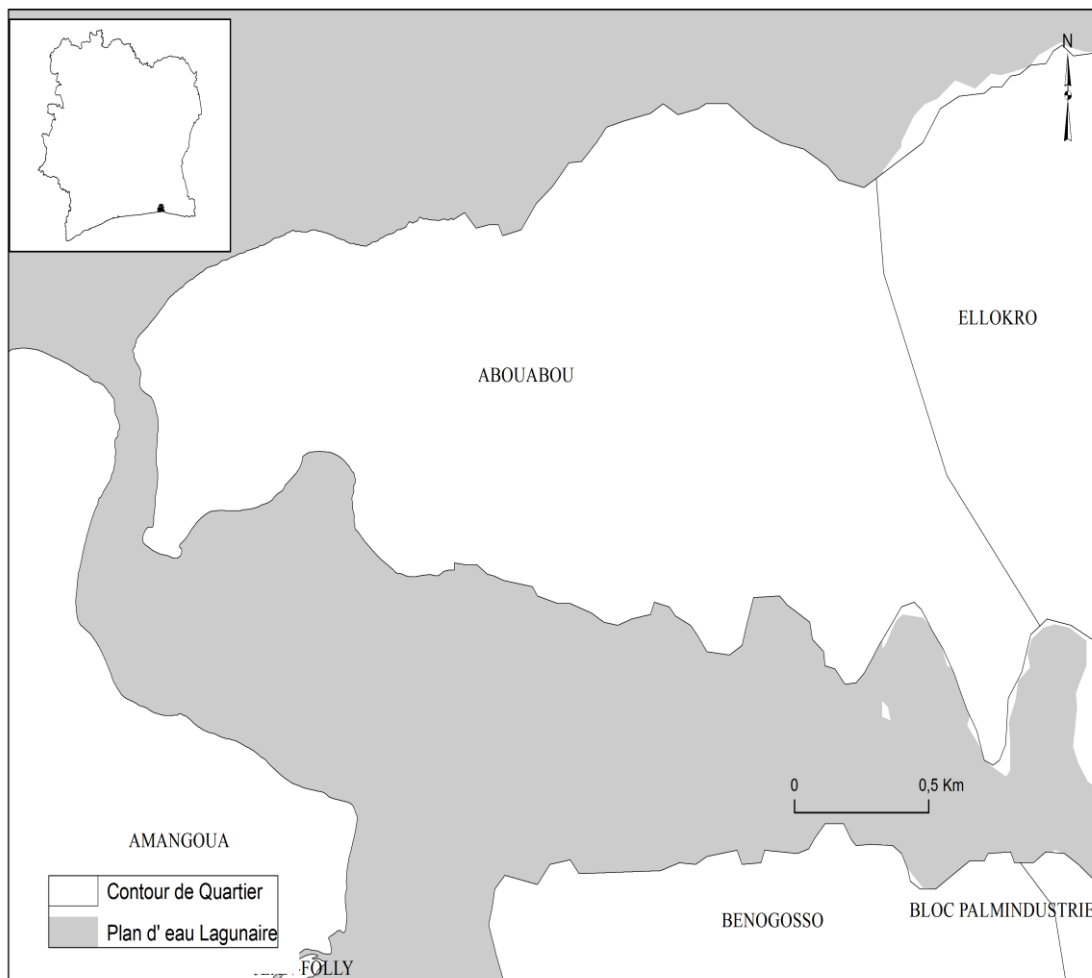 N
ELLOKRO
ABOUABOU
0 0,5 Km
AMANGOUA
Contour de Quartier
BENOGOSSO
BLOC PALMINDUSTRIE
Plan d' eau Lagunaire
FOLLY